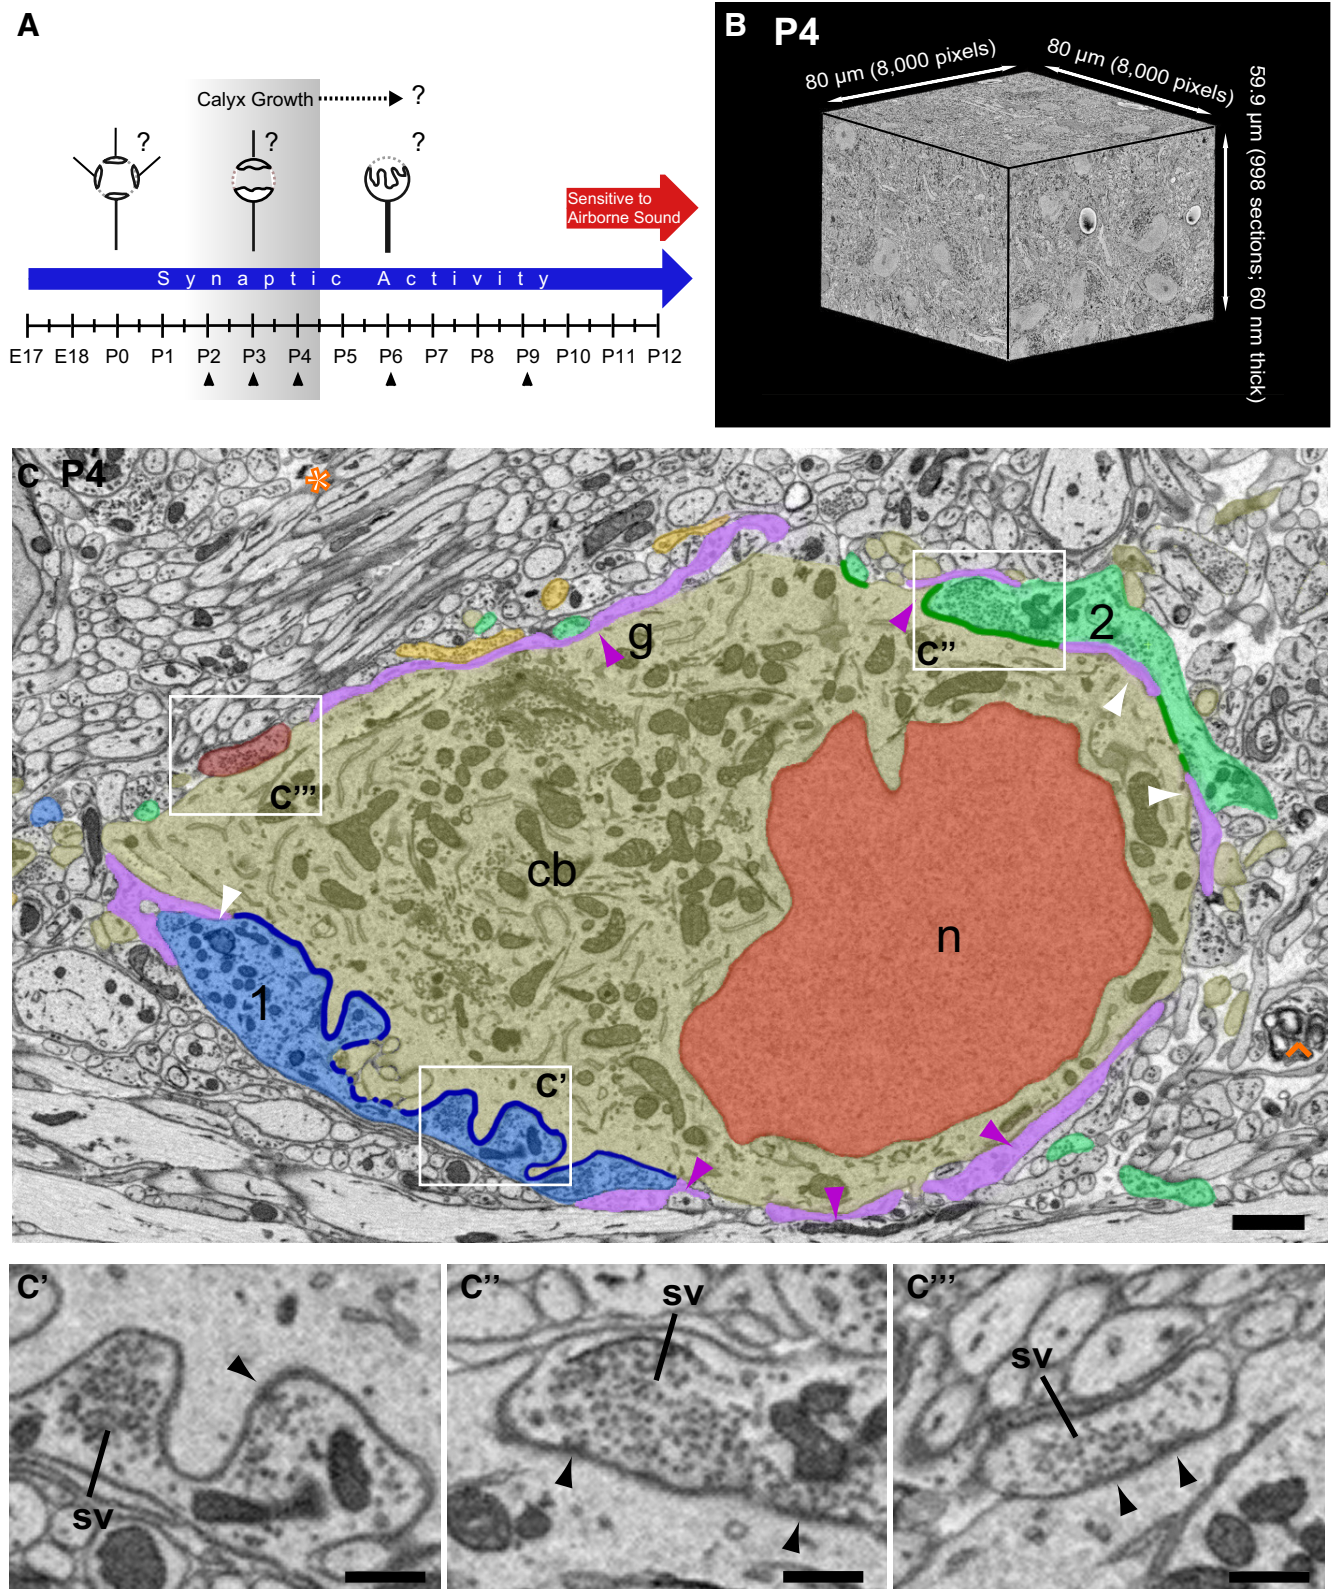 A
Calyx Growth
?
?
?
?
Sensitive to
Airborne Sound
Synaptic Activity
E17 E18 P0 P1 P2 P3 P4 P5 P6 P7 P8 P9 P10 P11 P12
B P4
80 µm (8,000 pixels)
80 µm (8,000 pixels)
59.9 µm (998 sections; 60 nm thick)
C P4
*
g
2
C''
C'''
cb
n
1
C'
C'
sv
C''
sv
C'''
sv